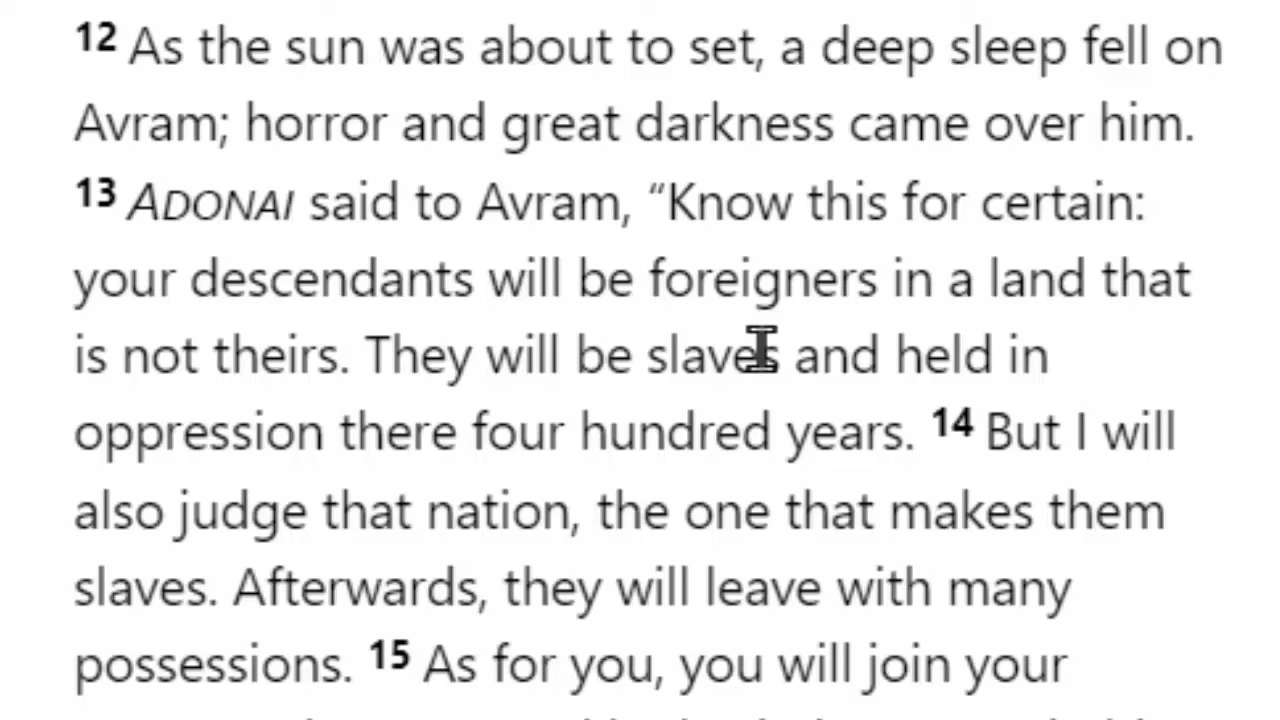 12 As the sun was about to set, a deep sleep fell on
Avram; horror and great darkness came over him.
13 ADONAI said to Avram, “Know this for certain:
your descendants will be foreigners in a land that
is not theirs. They will be slaves and held in
oppression there four hundred years. 14 But I will
also judge that nation, the one that makes them
slaves. Afterwards, they will leave with many
possessions. 15 As for you, you will join your